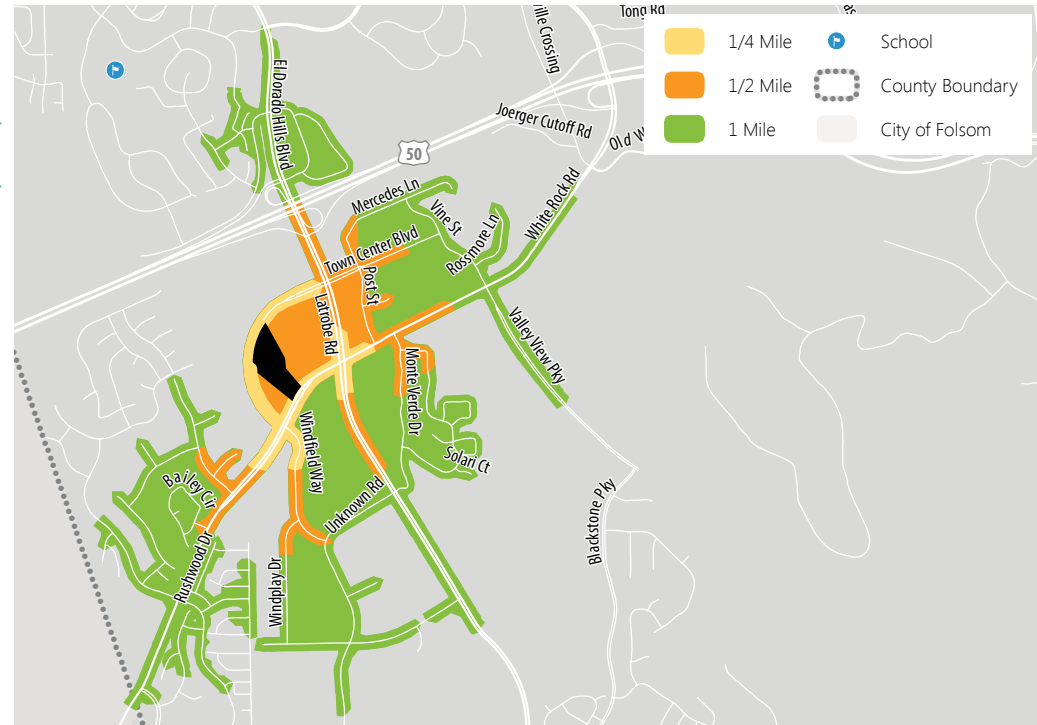 Tong Rd
ville Crossing
as
1/4 Mile
School
1/2 Mile
County Boundary
1 Mile
City of Folsom
El Dorado Hills Blvd
Joerger Cutoff Rd
Old W
50
Mercedes Ln
Vine St
White Rock Rd
Rossmore Ln
Town Center Blvd
Post St
Latrobe Rd
Valley View Pky
Monte Verde Dr
Windfield Way
Solari Ct
Bailey Cir
Unknown Rd
Blackstone Pky
Rushwood Dr
Windplay Dr